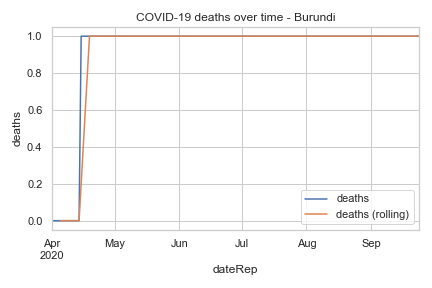 COVID-19 deaths over time - Burundi
deaths
1.0
0.8
0.6
0.4
0.2
0.0
deaths
deaths (rolling)
Apr May Jun Jul Aug Sep
2020
dateRep